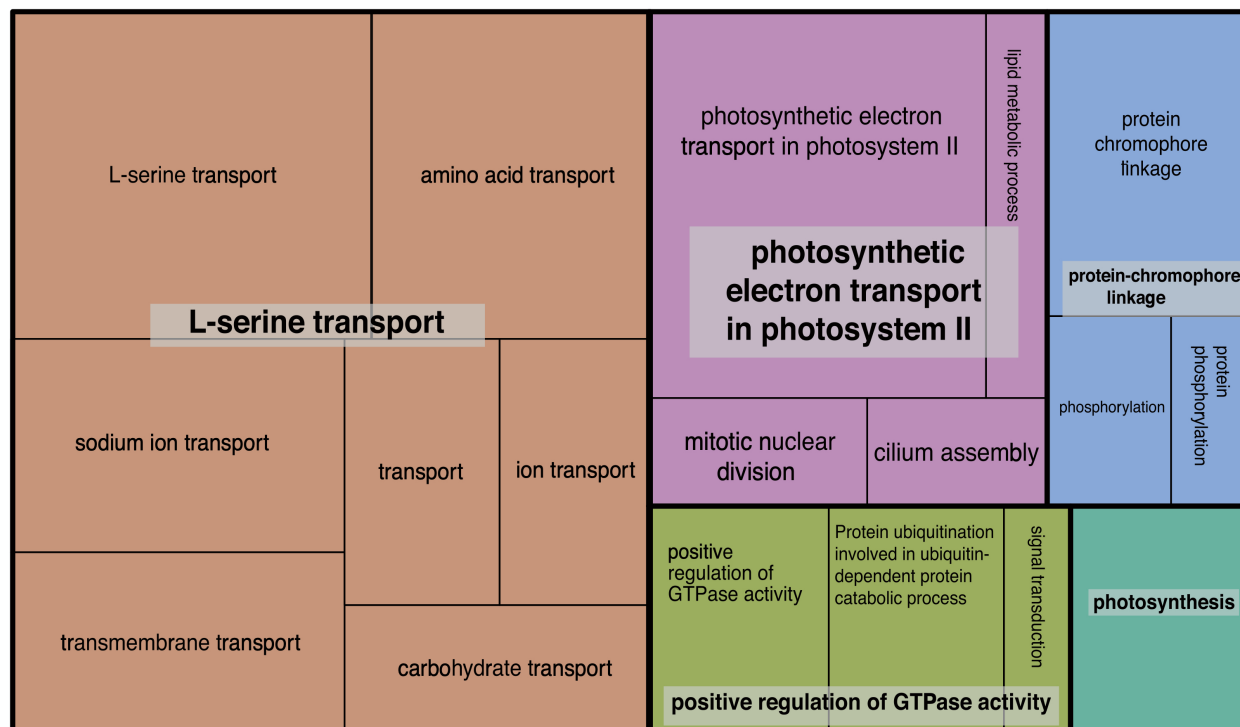 L-serine transport
amino acid transport
L-serine transport
sodium ion transport
transport
ion transport
transmembrane transport
carbohydrate transport
photosynthetic electron
transport in photosystem II
lipid metabolic process
photosynthetic
electron transport
in photosystem II
mitotic nuclear
division
cilium assembly
protein
chromophore
linkage
protein-chromophore
linkage
phosphorylation
protein
phosphorylation
positive
regulation of
GTPase activity
Protein ubiquitination
involved in ubiquitin-
dependent protein
catabolic process
signal transduction
positive regulation of GTPase activity
photosynthesis